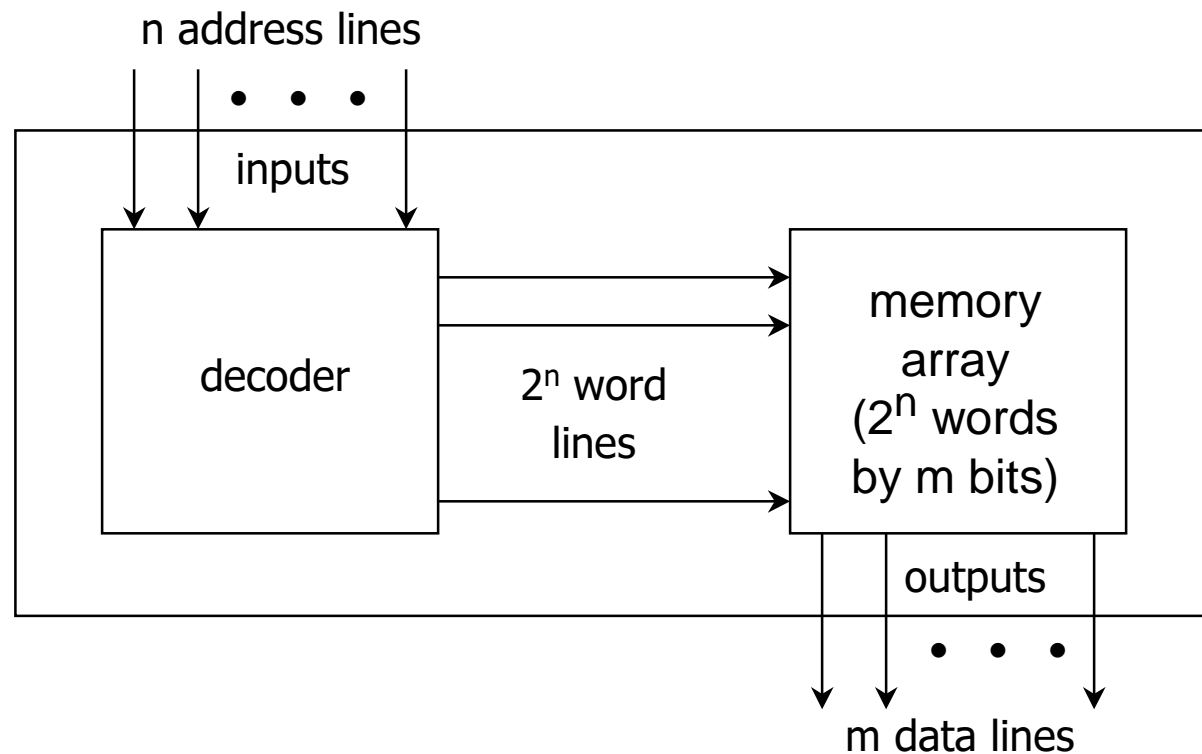 n address lines
inputs
decoder
2ⁿ word
lines
memory
array
(2ⁿ words
by m bits)
outputs
m data lines